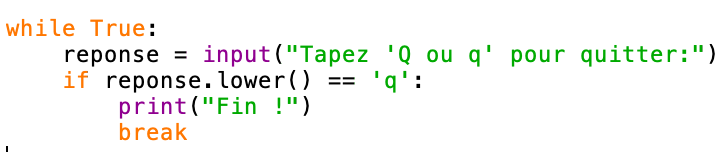 while True:
    reponse = input("Tapez 'Q ou q' pour quitter:")
    if reponse.lower() == 'q':
        print("Fin !")
        break